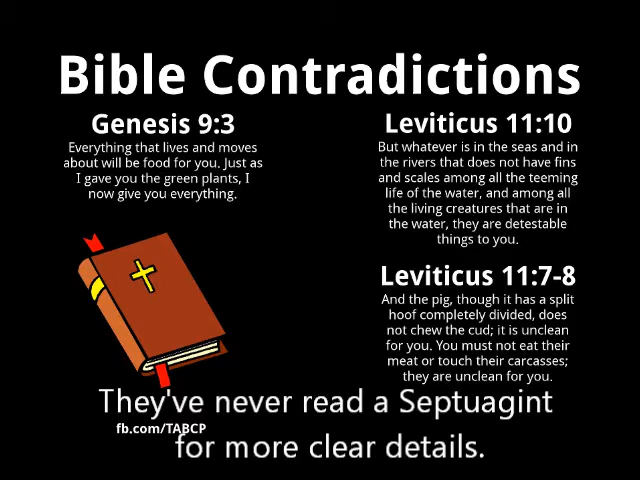 Bible Contradictions
Genesis 9:3
Everything that lives and moves
about will be food for you. Just as
I gave you the green plants, I
now give you everything.
Leviticus 11:10
But whatever is in the seas and in
the rivers that does not have fins
and scales among all the teeming
life of the water, and among all
the living creatures that are in
the water, they are detestable
things to you.
Leviticus 11:7-8
And the pig, though it has a split
hoof completely divided, does
not chew the cud; it is unclean
for you. You must not eat their
meat or touch their carcasses;
they are unclean for you.
They've never read a Septuagint
fb.com/TABCP
for more clear details.